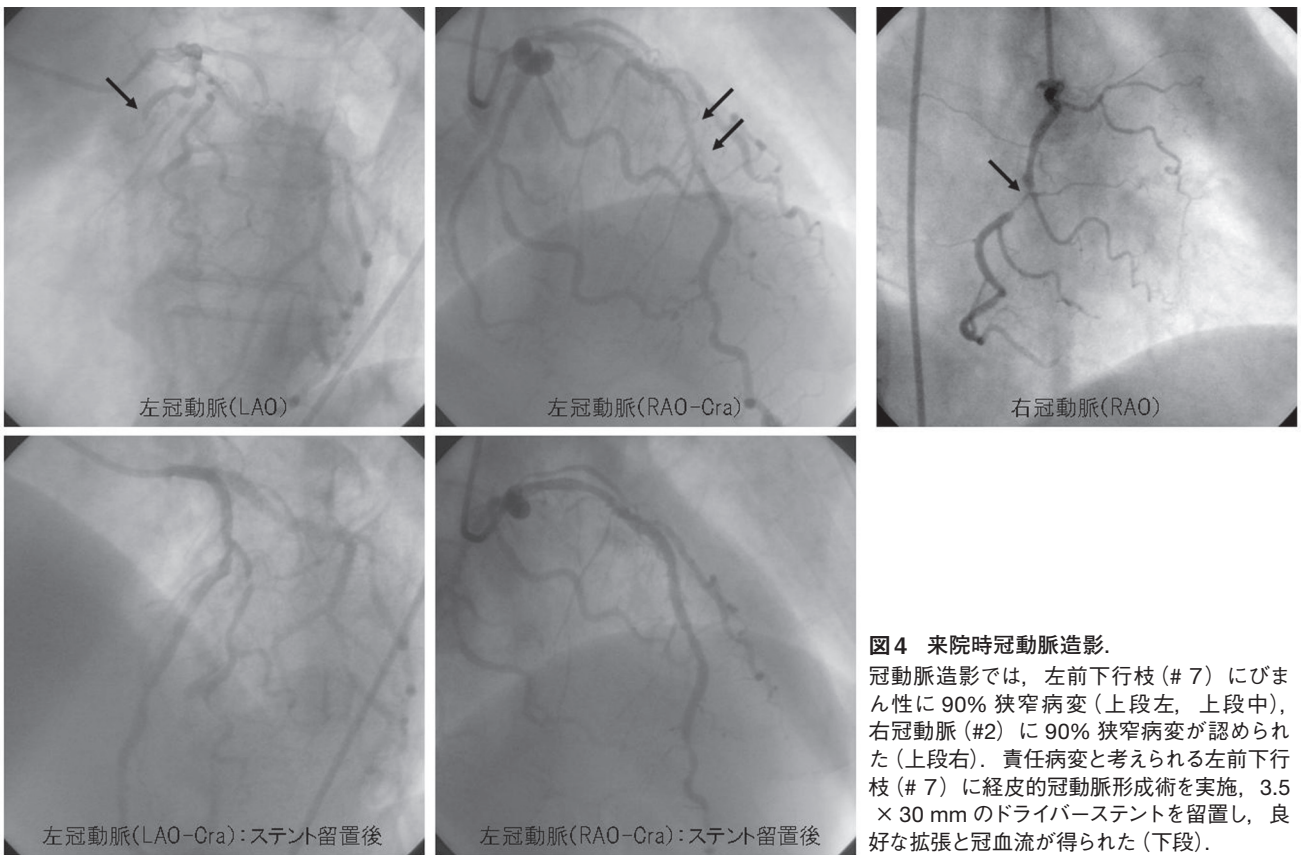 左冠動脈(LAO)
左冠動脈(RAO-Cra)
右冠動脈(RAO)
左冠動脈(LAO-Cra):ステント留置後
左冠動脈(RAO-Cra):ステント留置後
図4 来院時冠動脈造影.
冠動脈造影では,左前下行枝(# 7)にびま
ん性に 90% 狭窄病変(上段左,上段中),
右冠動脈(#2)に 90% 狭窄病変が認められ
た(上段右).責任病変と考えられる左前下行
枝(# 7)に経皮的冠動脈形成術を実施,3.5
× 30 mm のドライバーステントを留置し,良
好な拡張と冠血流が得られた(下段).